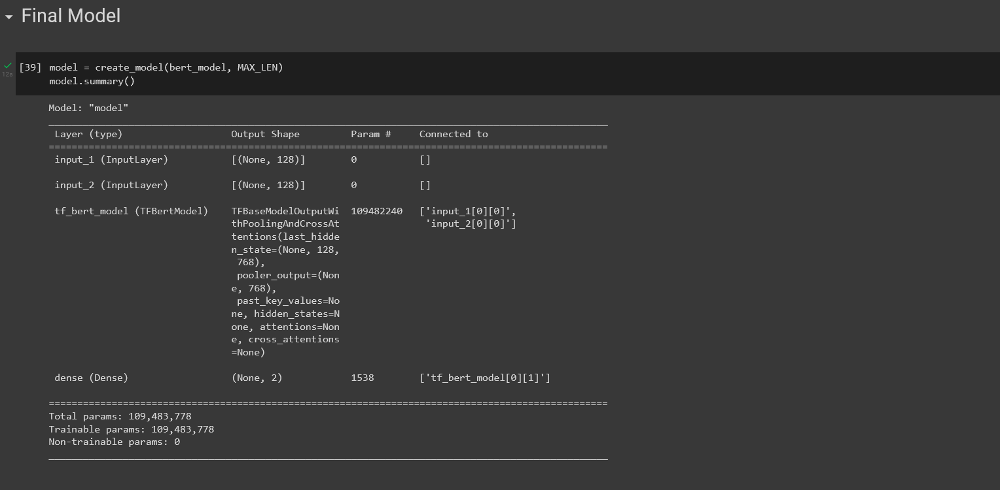 Final Model
[39] model = create_model(bert_model, MAX_LEN)
12s
model.summary()
Model: "model"
Layer (type) Output Shape Param # Connected to
==================================================================================================
input_1 (InputLayer) [(None, 128)] 0 []
input_2 (InputLayer) [(None, 128)] 0 []
tf_bert_model (TFBertModel) TFBaseModelOutputWi 109482240 ['input_1[0][0]',
thPoolingAndCrossAt 'input_2[0][0]']
tentions(last_hidde
n_state=(None, 128,
768),
pooler_output=(Non
e, 768),
past_key_values=No
ne, hidden_states=N
one, attentions=Non
e, cross_attentions
=None)
dense (Dense) (None, 2) 1538 ['tf_bert_model[0][1]']
==================================================================================================
Total params: 109,483,778
Trainable params: 109,483,778
Non-trainable params: 0